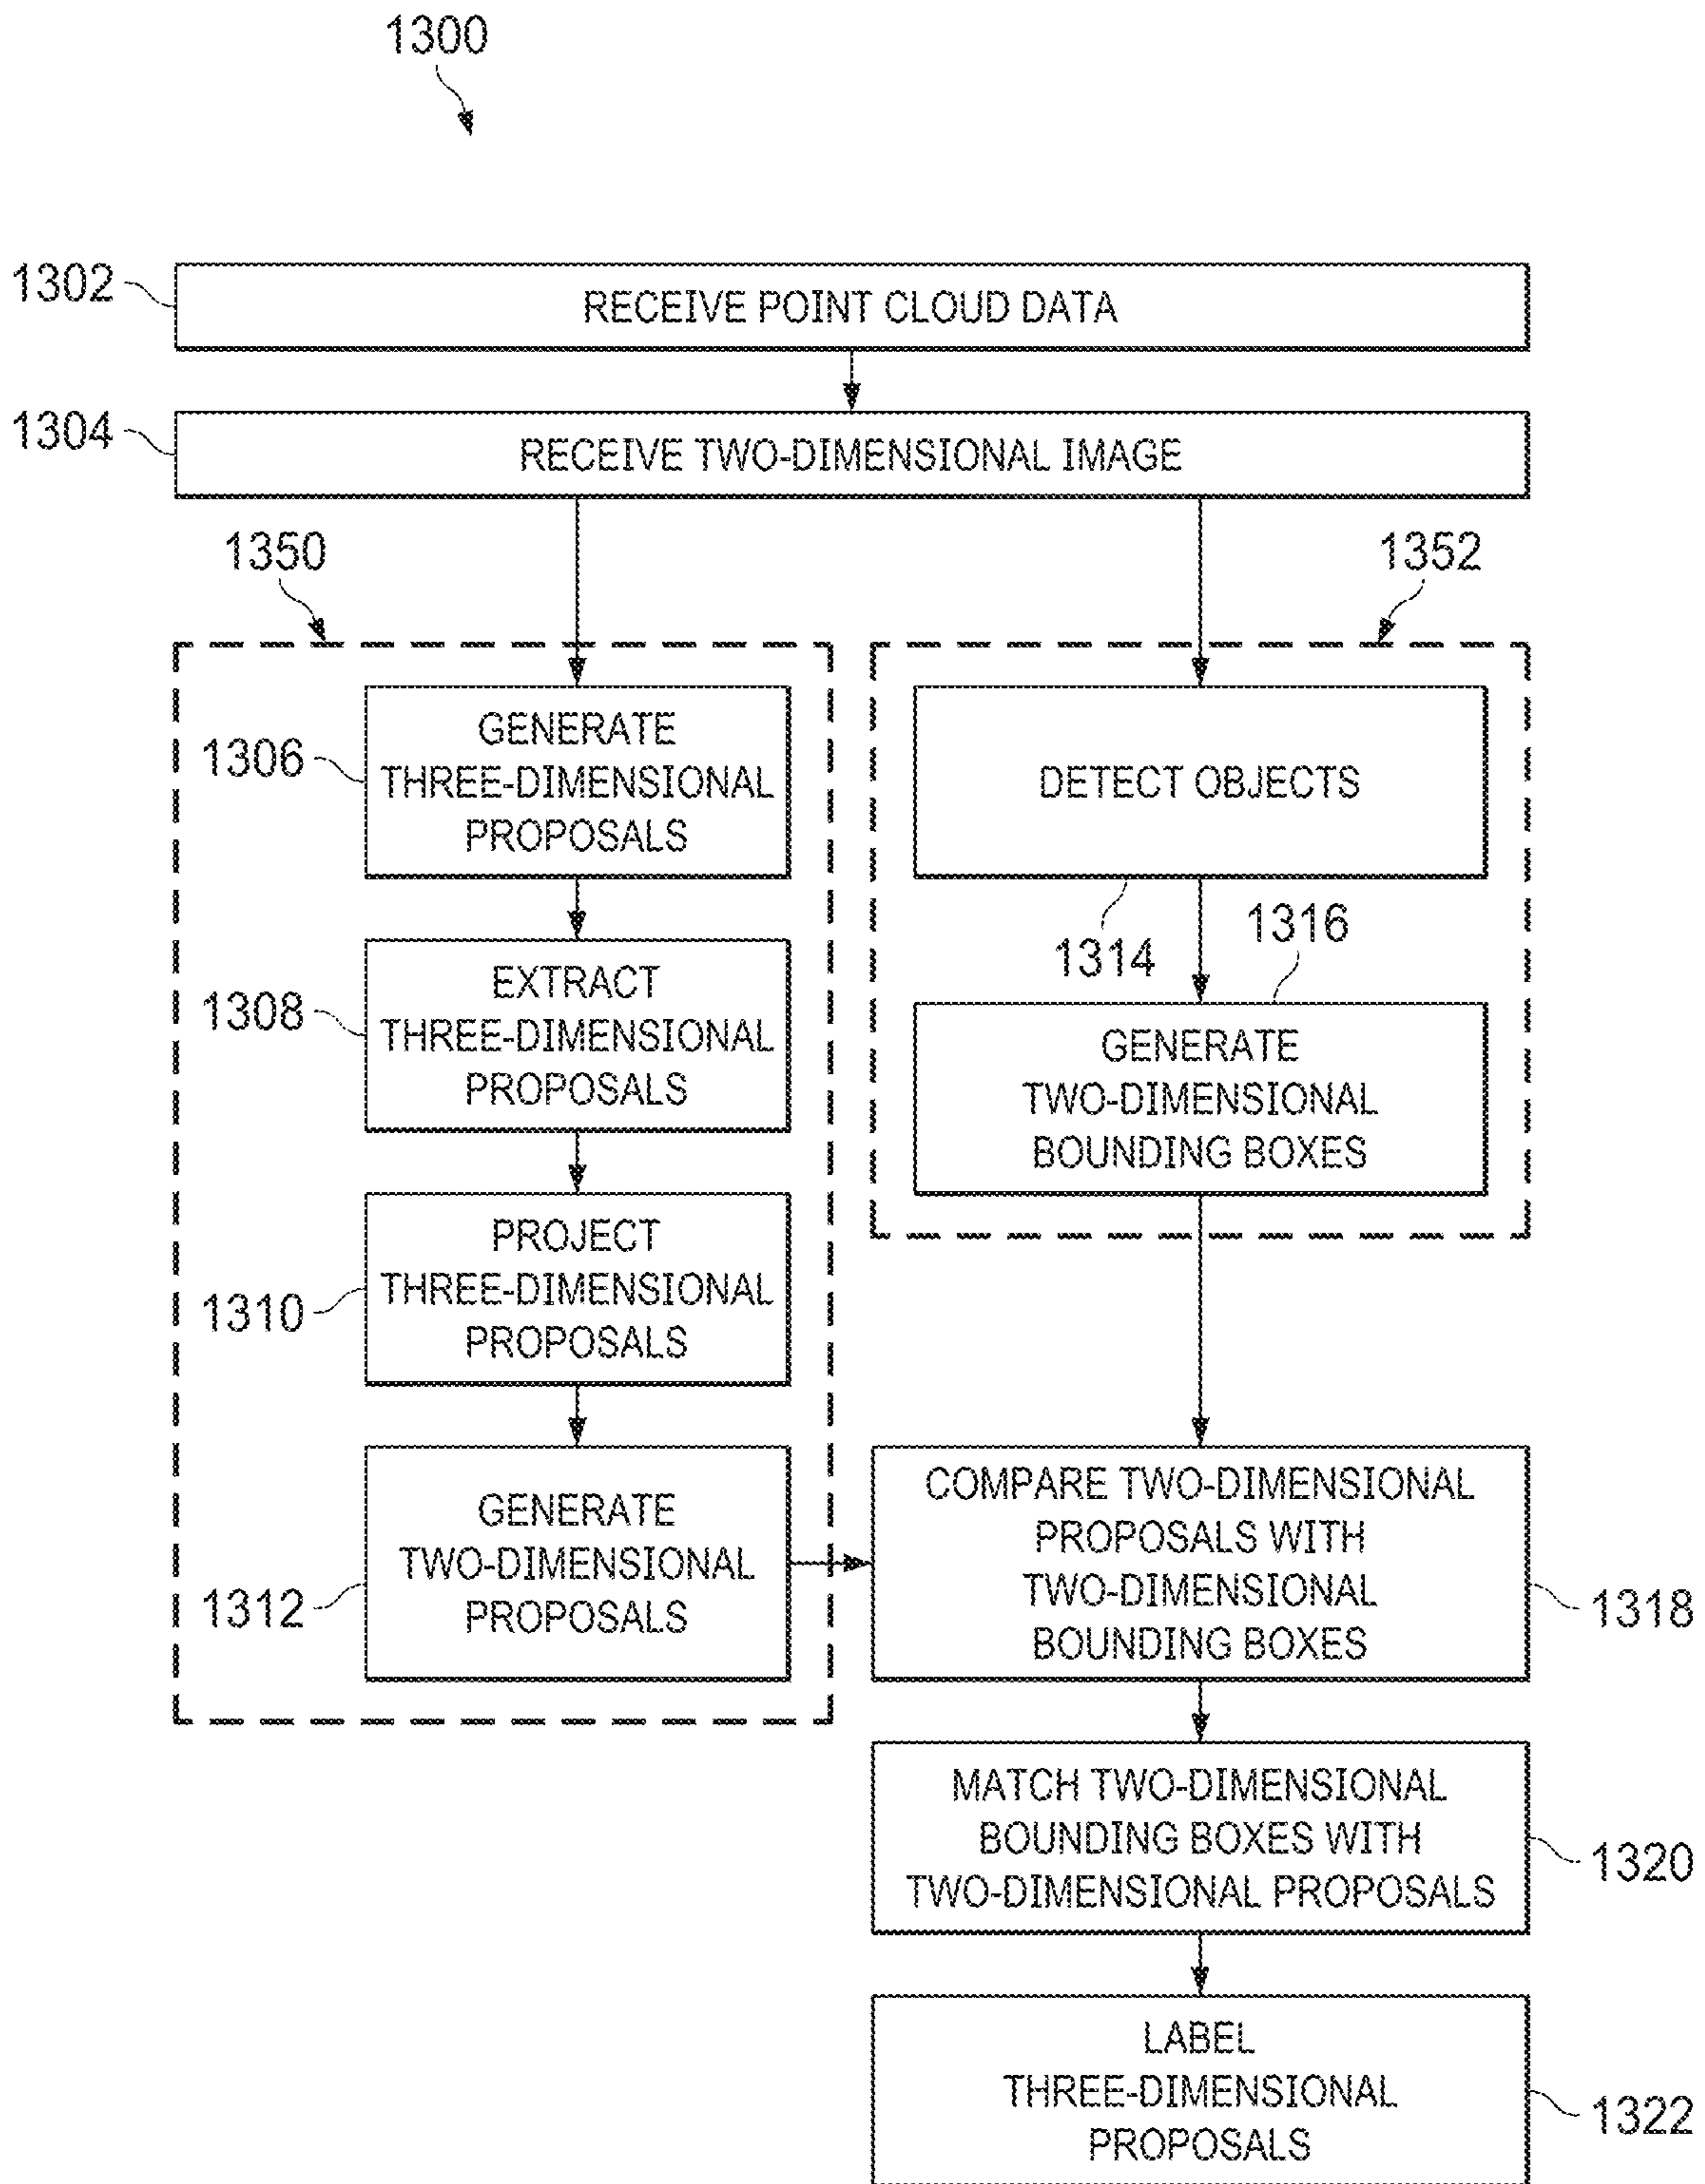 1300
1302
RECEIVE POINT CLOUD DATA
1304
RECEIVE TWO-DIMENSIONAL IMAGE
1350
1352
1306
GENERATE
THREE-DIMENSIONAL
PROPOSALS
DETECT OBJECTS
1314
1316
1308
EXTRACT
THREE-DIMENSIONAL
PROPOSALS
GENERATE
TWO-DIMENSIONAL
BOUNDING BOXES
1310
PROJECT
THREE-DIMENSIONAL
PROPOSALS
1312
GENERATE
TWO-DIMENSIONAL
PROPOSALS
COMPARE TWO-DIMENSIONAL
PROPOSALS WITH
TWO-DIMENSIONAL
BOUNDING BOXES
1318
MATCH TWO-DIMENSIONAL
BOUNDING BOXES WITH
TWO-DIMENSIONAL PROPOSALS
1320
LABEL
THREE-DIMENSIONAL
PROPOSALS
1322